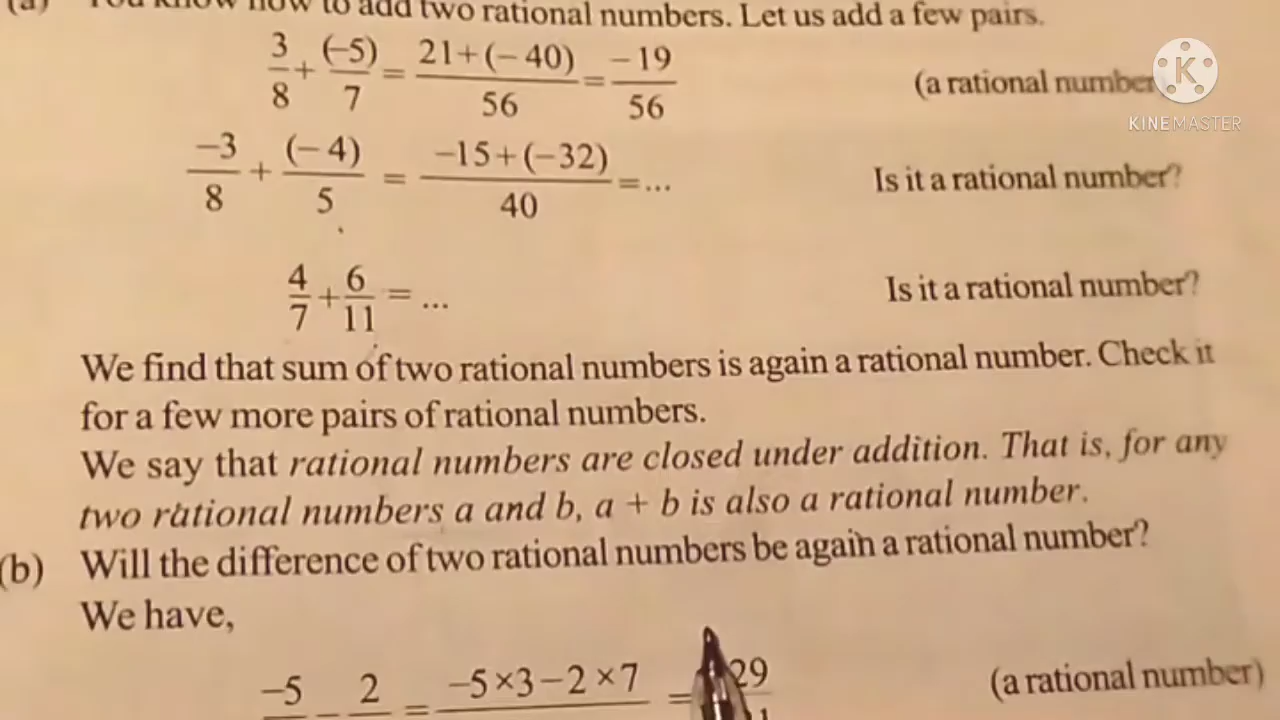 (a) You know how to add two rational numbers. Let us add a few pairs.
3/8 + (−5)/7 = 21+(−40)/56 = −19/56 (a rational number
K
KINEMASTER
−3/8 + (−4)/5 = −15+(−32)/40 = ... Is it a rational number?
4/7 + 6/11 = ... Is it a rational number?
We find that sum of two rational numbers is again a rational number. Check it
for a few more pairs of rational numbers.
We say that rational numbers are closed under addition. That is, for any
two rational numbers a and b, a + b is also a rational number.
(b) Will the difference of two rational numbers be again a rational number?
We have,
−5 − 2 = −5×3−2×7 = 29 (a rational number)